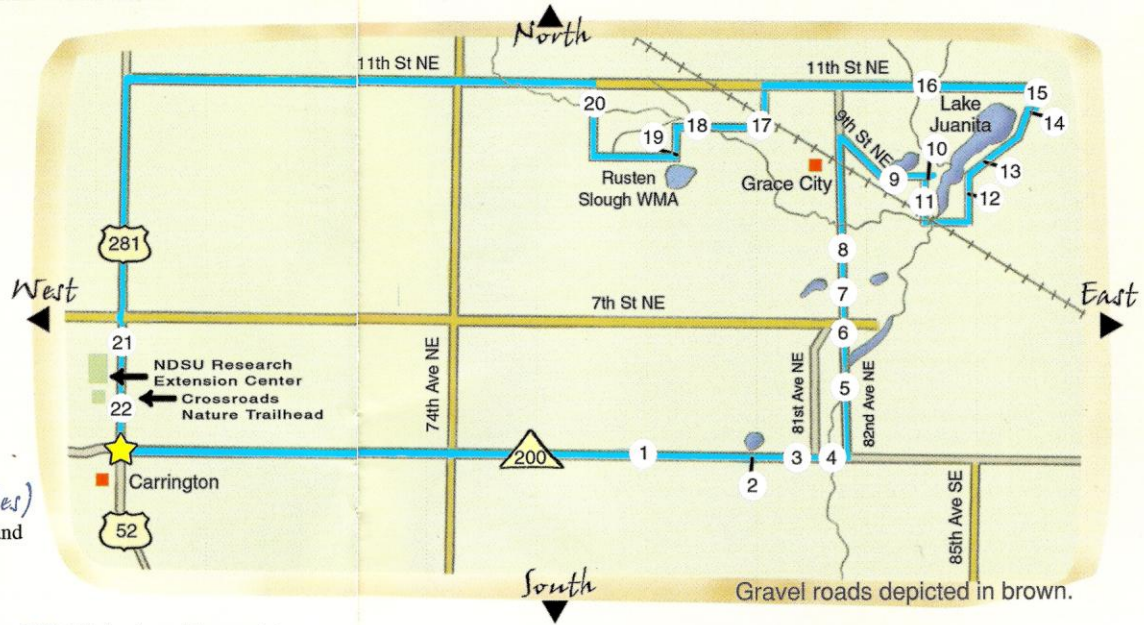 North
11th St NE
11th St NE
16
15
20
Lake
Juanita
14
9th St NE
18
17
19
10
13
Rusten
Slough WMA
Grace City
9
12
11
281
8
West
East
7
7th St NE
6
21
NDSU Research
Extension Center
Crossroads
Nature Trailhead
22
74th Ave NE
81st Ave NE
82nd Ave NE
5
200
1
2
3
4
Carrington
es)
52
85th Ave SE
South
Gravel roads depicted in brown.